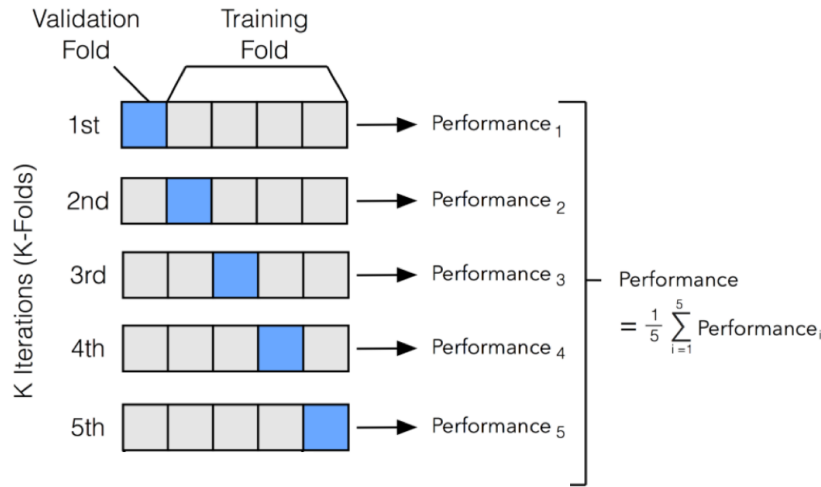 Validation
Fold
Training
Fold
K Iterations (K-Folds)
1st
Performance 1
2nd
Performance 2
3rd
Performance 3
4th
Performance 4
5th
Performance 5
Performance
= 1/5 5 ∑ i=1 Performance i